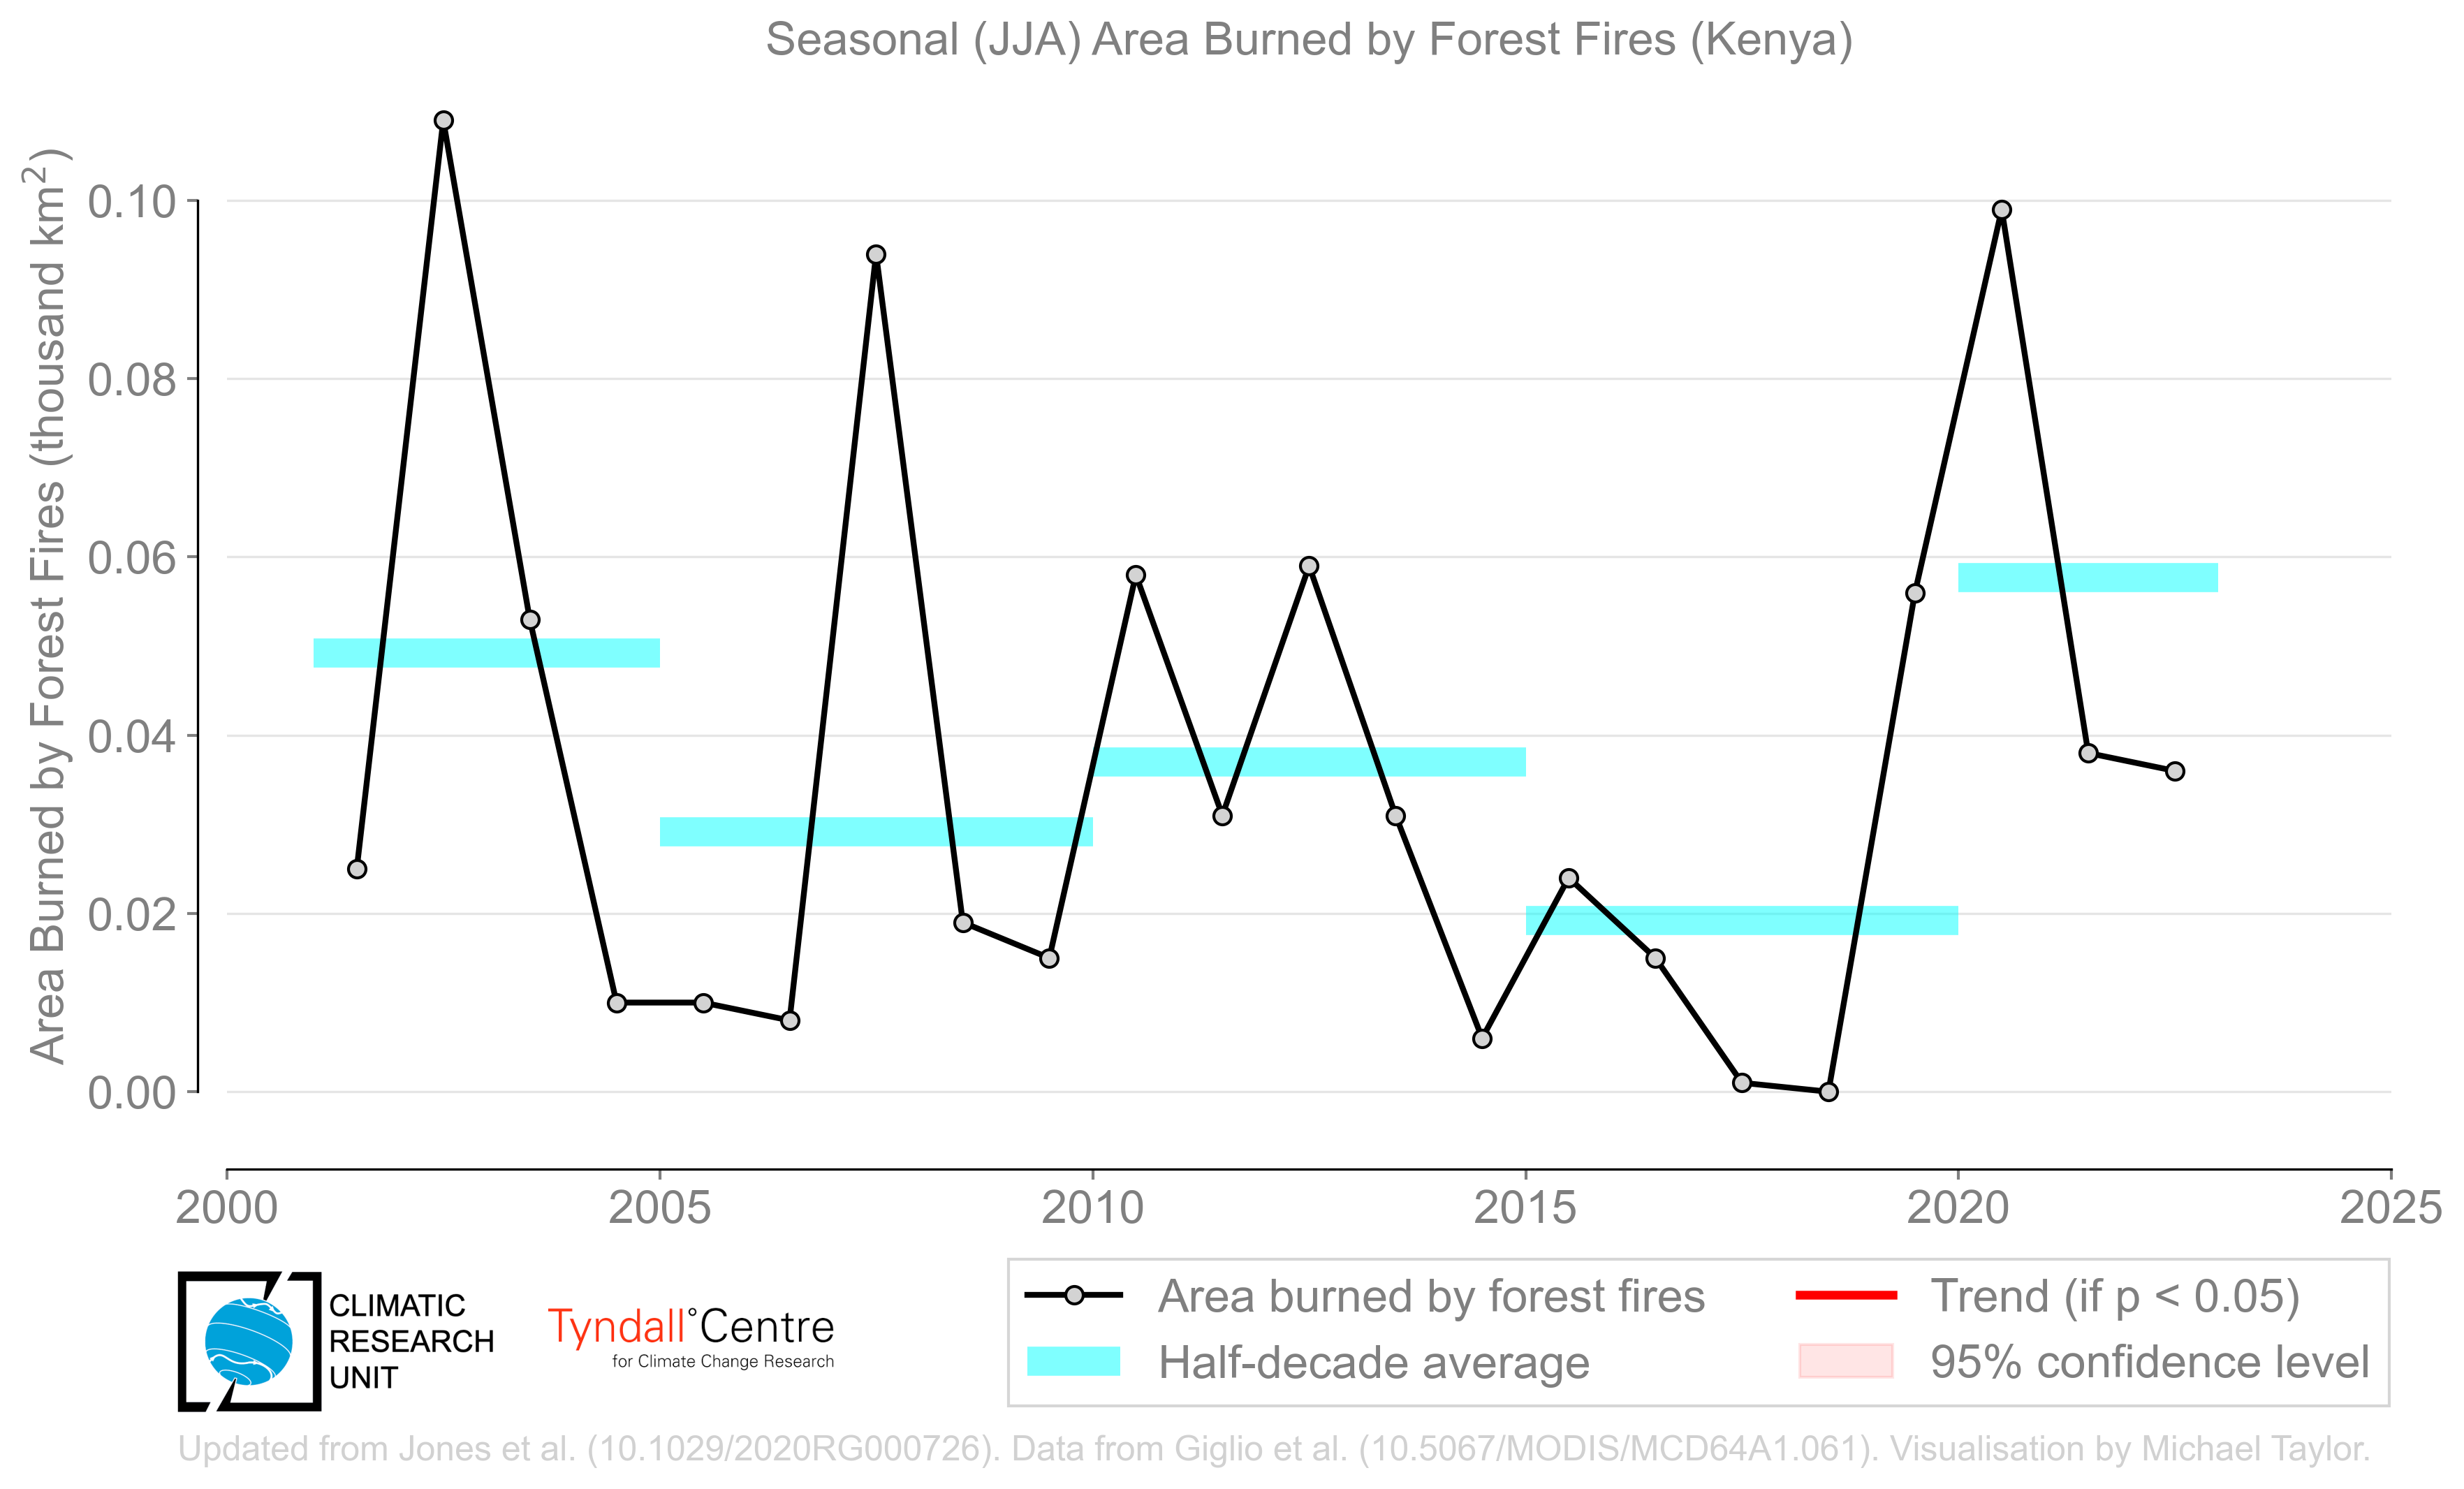 Seasonal (JJA) Area Burned by Forest Fires (Kenya)
Area Burned by Forest Fires (thousand km²)
0.10
0.08
0.06
0.04
0.02
0.00
2000 2005 2010 2015 2020 2025
CLIMATIC
RESEARCH
UNIT
Tyndall°Centre
for Climate Change Research
Area burned by forest fires
Half-decade average
Trend (if p < 0.05)
95% confidence level
Updated from Jones et al. (10.1029/2020RG000726). Data from Giglio et al. (10.5067/MODIS/MCD64A1.061). Visualisation by Michael Taylor.